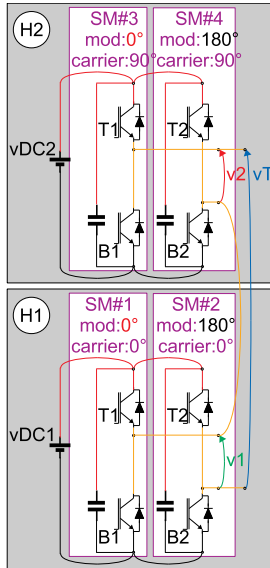 H2
SM#3 SM#4
mod:0° mod:180°
carrier:90° carrier:90°
T1 T2
vDC2
v2 vT
B1 B2
H1
SM#1 SM#2
mod:0° mod:180°
carrier:0° carrier:0°
T1 T2
vDC1
v1
B1 B2